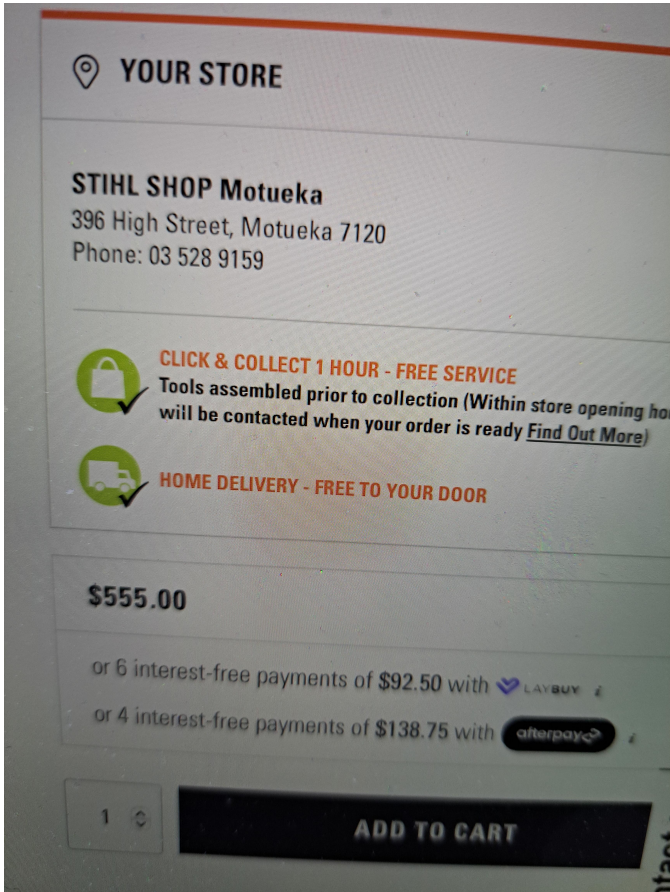 YOUR STORE
STIHL SHOP Motueka
396 High Street, Motueka 7120
Phone: 03 528 9159
CLICK & COLLECT 1 HOUR - FREE SERVICE
Tools assembled prior to collection (Within store opening
will be contacted when your order is ready Find Out More)
HOME DELIVERY - FREE TO YOUR DOOR
$555.00
or 6 interest-free payments of $92.50 with LAYBUY i
or 4 interest-free payments of $138.75 with afterpay i
1
ADD TO CART